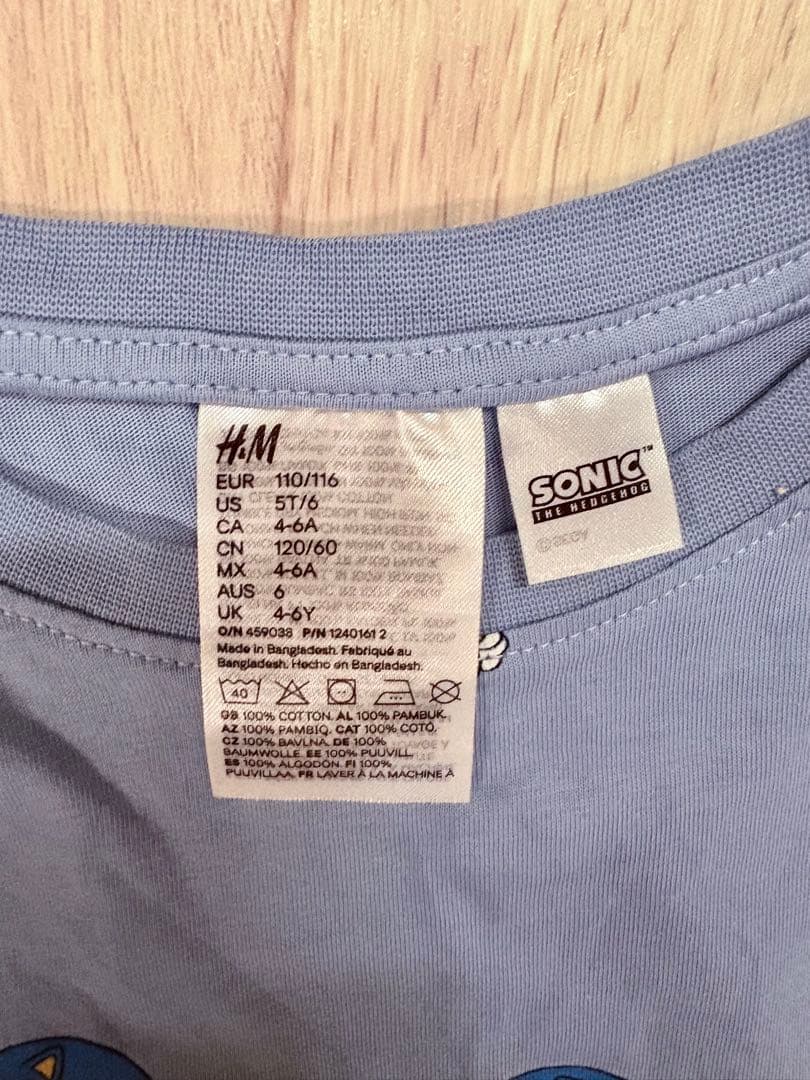 H&M
EUR 110/116
US 5T/6
CA 4-6A
CN 120/60
MX 4-6A
AUS 6
UK 4-6Y
O/N 459038 P/N 1240161 2
Made in Bangladesh. Fabriqué au
Bangladesh. Hecho en Bangladesh.
40
GB 100% COTTON. AL 100% PAMBUK.
AZ 100% PAMBIQ. CAT 100% COTÓ.
CZ 100% BAVLNA. DE 100%
BAUMWOLLE. EE 100% PUUVILL.
ES 100% ALGODÓN. FI 100%
PUUVILLAA. FR LAVER À LA MACHINE À
SONIC™
THE HEDGEHOG